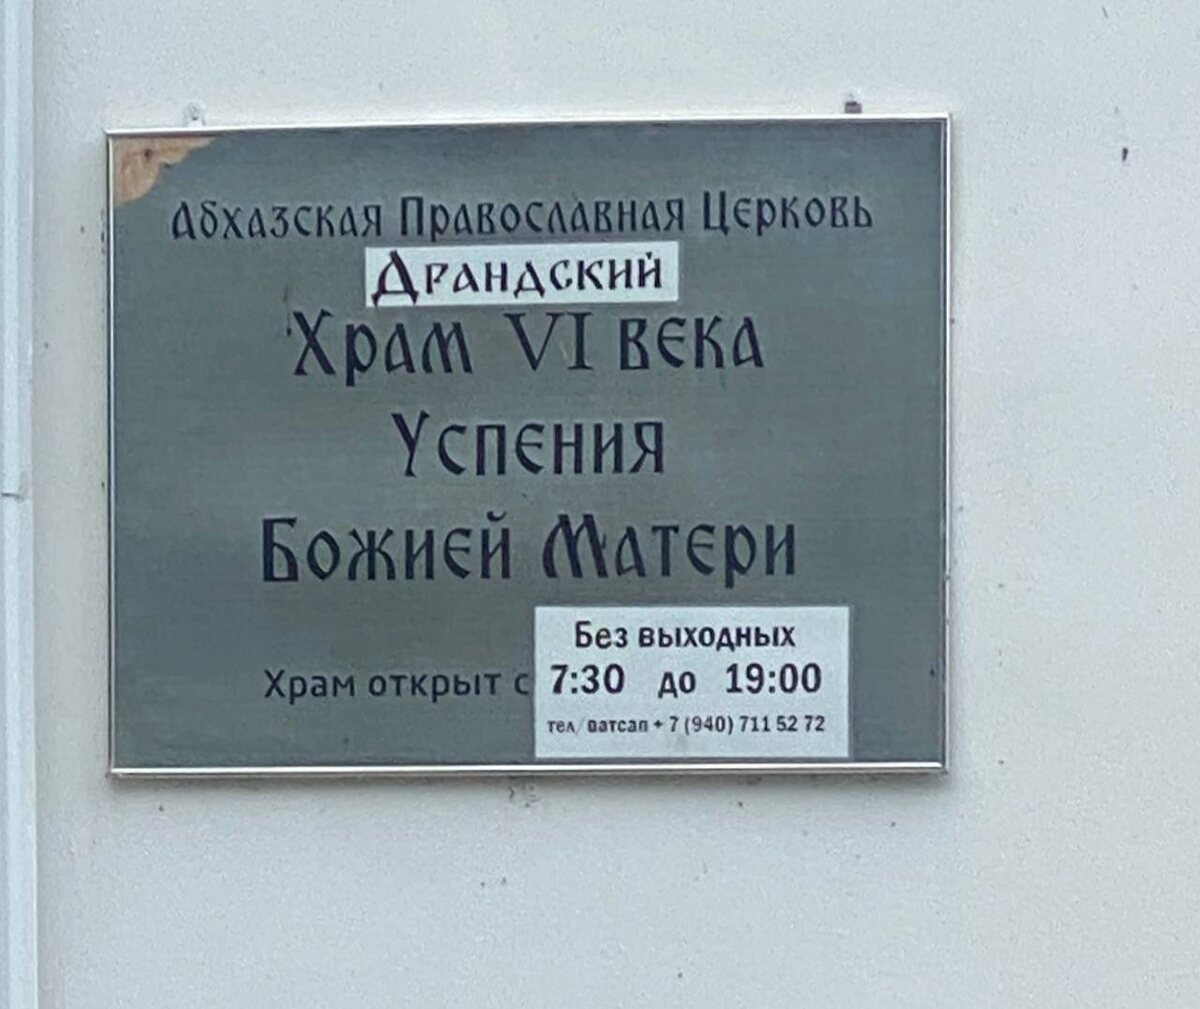 Абхазская Православная Церковь
Драндский
Храм VI века
Успения
Божией Матери
Без выходных
Храм открыт с 7:30 до 19:00
тел/ватсап + 7 (940) 711 52 72